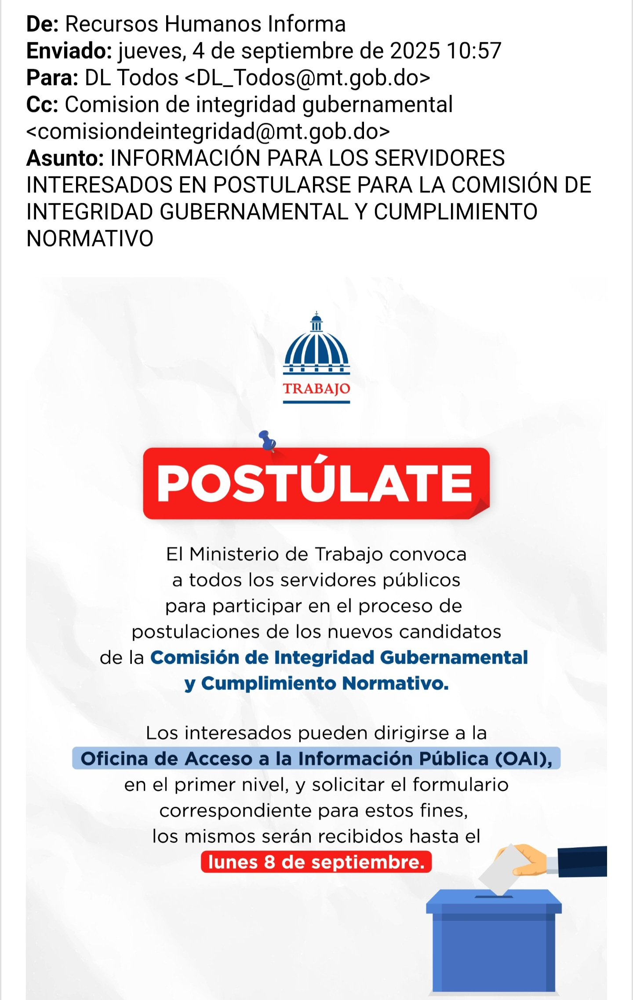 De: Recursos Humanos Informa
Enviado: jueves, 4 de septiembre de 2025 10:57
Para: DL Todos <DL_Todos@mt.gob.do>
Cc: Comision de integridad gubernamental
<comisiondeintegridad@mt.gob.do>
Asunto: INFORMACIÓN PARA LOS SERVIDORES
INTERESADOS EN POSTULARSE PARA LA COMISIÓN DE
INTEGRIDAD GUBERNAMENTAL Y CUMPLIMIENTO
NORMATIVO
TRABAJO
POSTÚLATE
El Ministerio de Trabajo convoca
a todos los servidores públicos
para participar en el proceso de
postulaciones de los nuevos candidatos
de la Comisión de Integridad Gubernamental
y Cumplimiento Normativo.
Los interesados pueden dirigirse a la
Oficina de Acceso a la Información Pública (OAI),
en el primer nivel, y solicitar el formulario
correspondiente para estos fines,
los mismos serán recibidos hasta el
lunes 8 de septiembre.